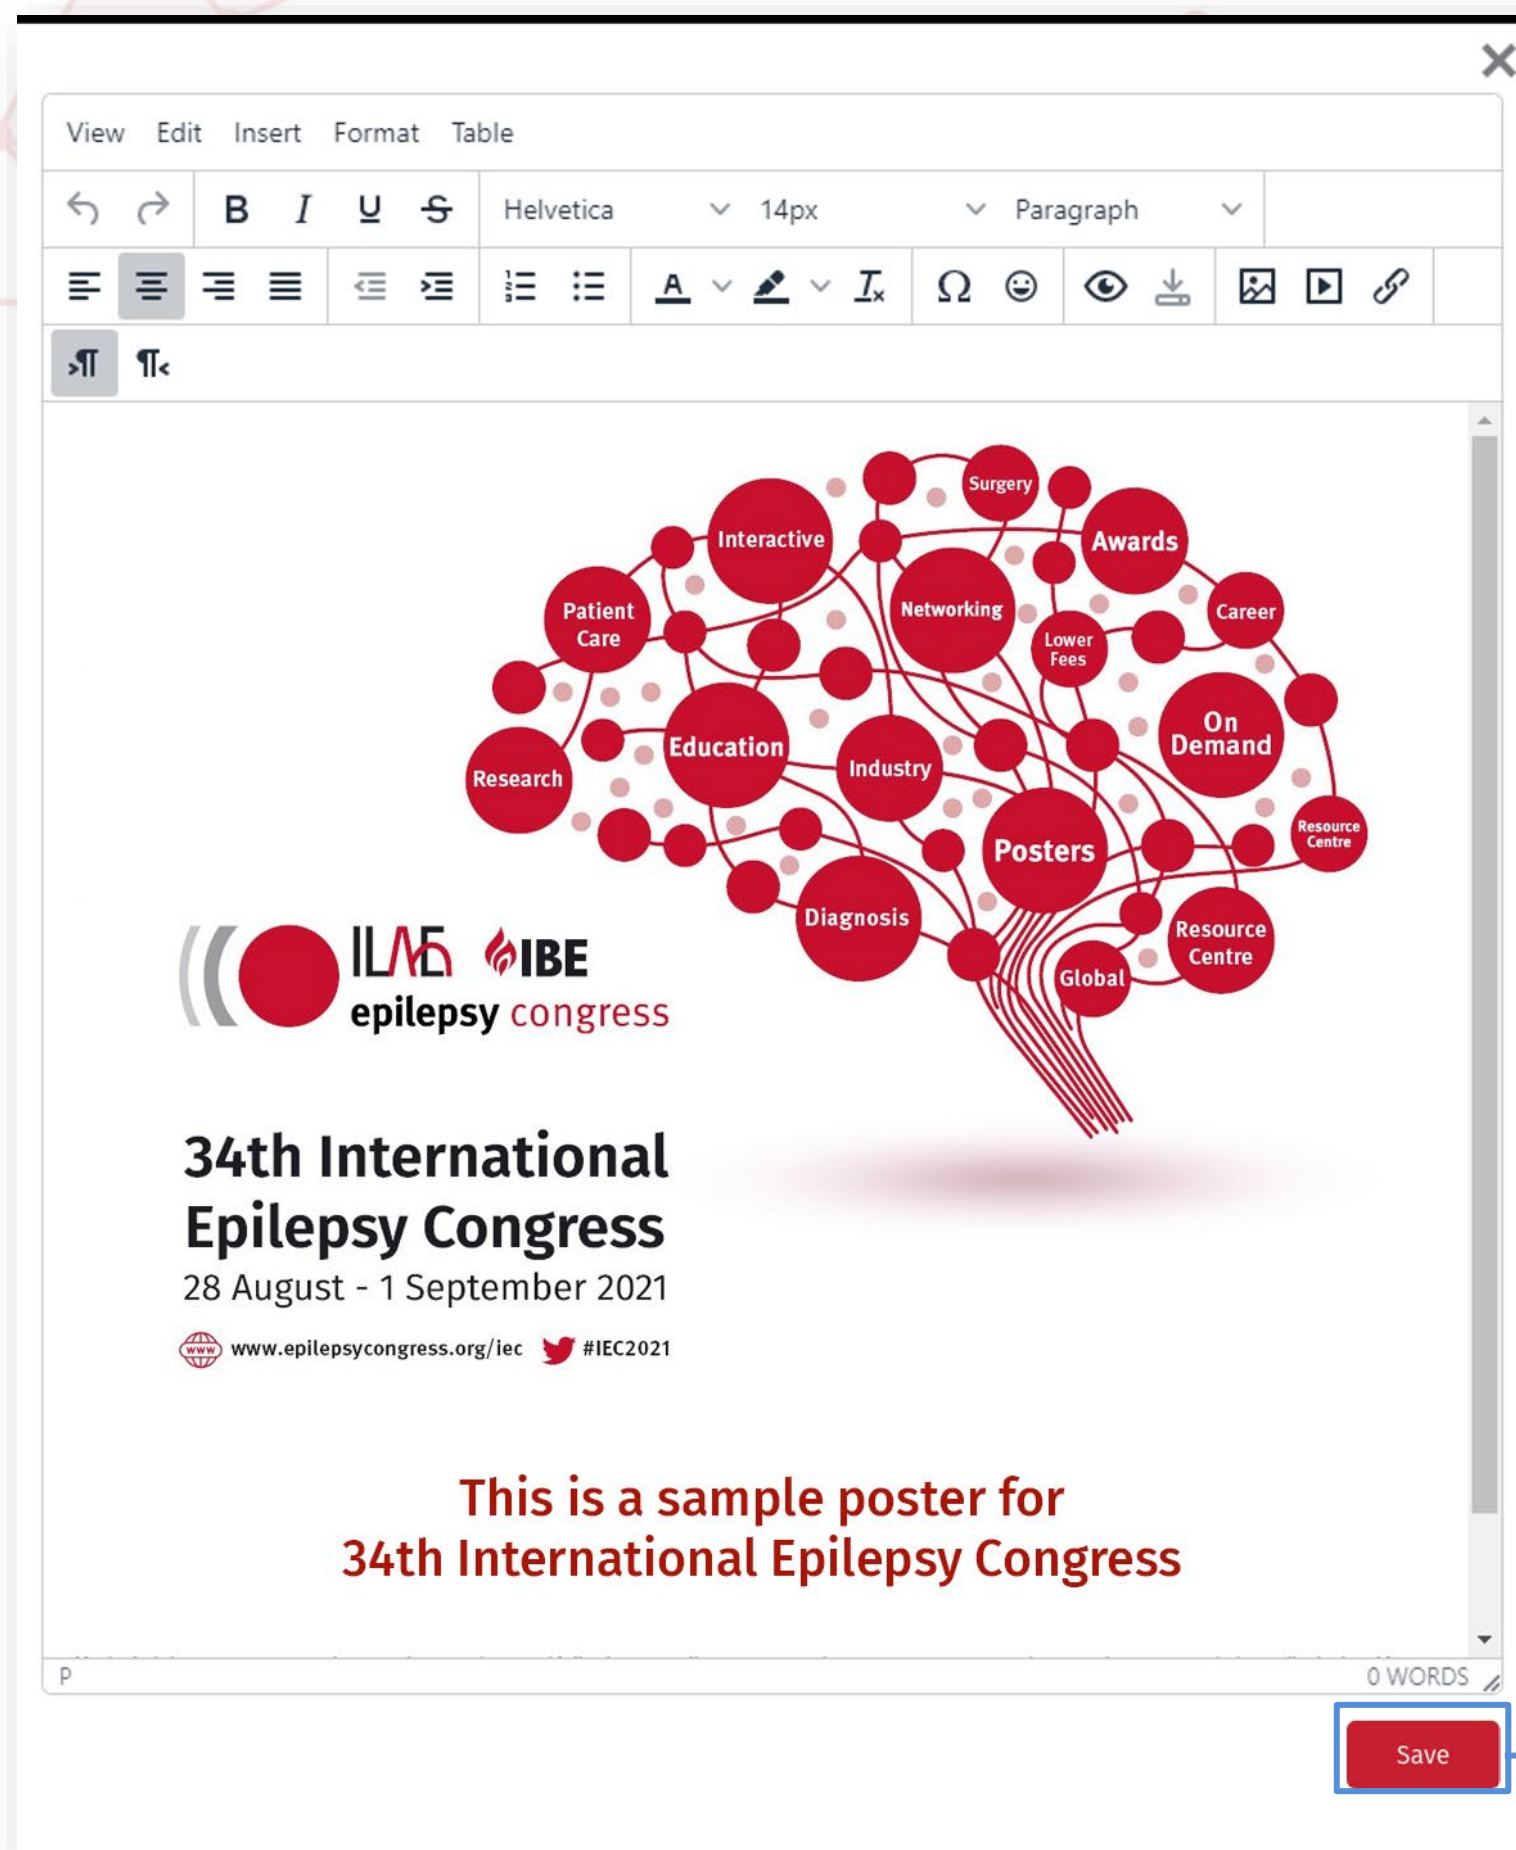 View Edit Insert Format Table
B I U S Helvetica 14px Paragraph
Surgery
Interactive
Awards
Patient
Care
Networking
Career
Lower
Fees
On
Demand
Education
Industry
Research
Posters
Resource
Centre
Diagnosis
Resource
Centre
Global
ILAE IBE
epilepsy congress
34th International
Epilepsy Congress
28 August - 1 September 2021
www www.epilepsycongress.org/iec #IEC2021
This is a sample poster for
34th International Epilepsy Congress
P 0 WORDS
Save